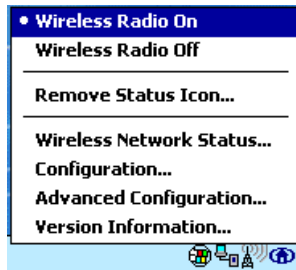 Wireless Radio On
Wireless Radio Off
Remove Status Icon...
Wireless Network Status...
Configuration...
Advanced Configuration...
Version Information...